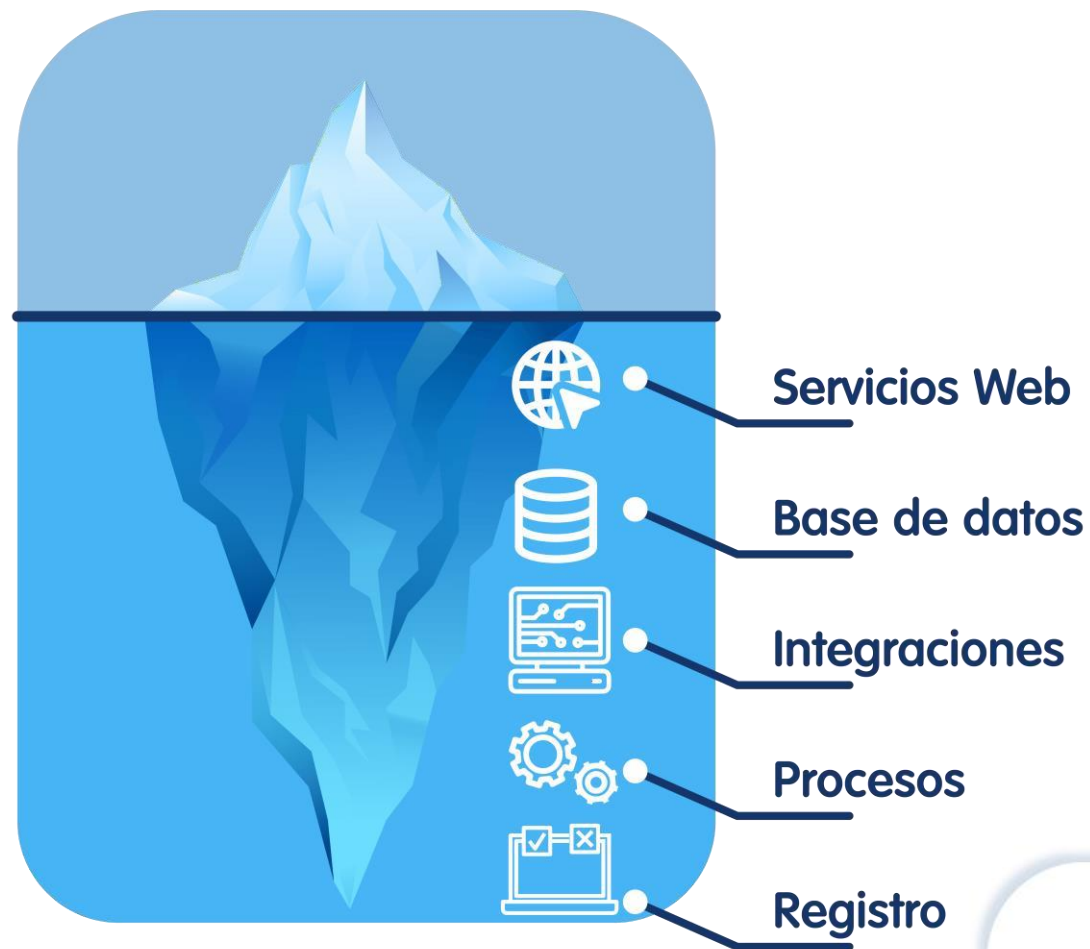 Servicios Web
Base de datos
Integraciones
Procesos
Registro